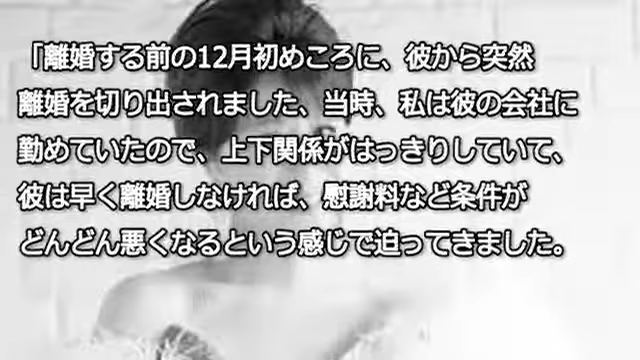 「離婚する前の12月初めころに、彼から突然
離婚を切り出されました、当時、私は彼の会社に
勤めていたので、上下関係がはっきりしていて、
彼は早く離婚しなければ、慰謝料など条件が
どんどん悪くなるという感じで迫ってきました。